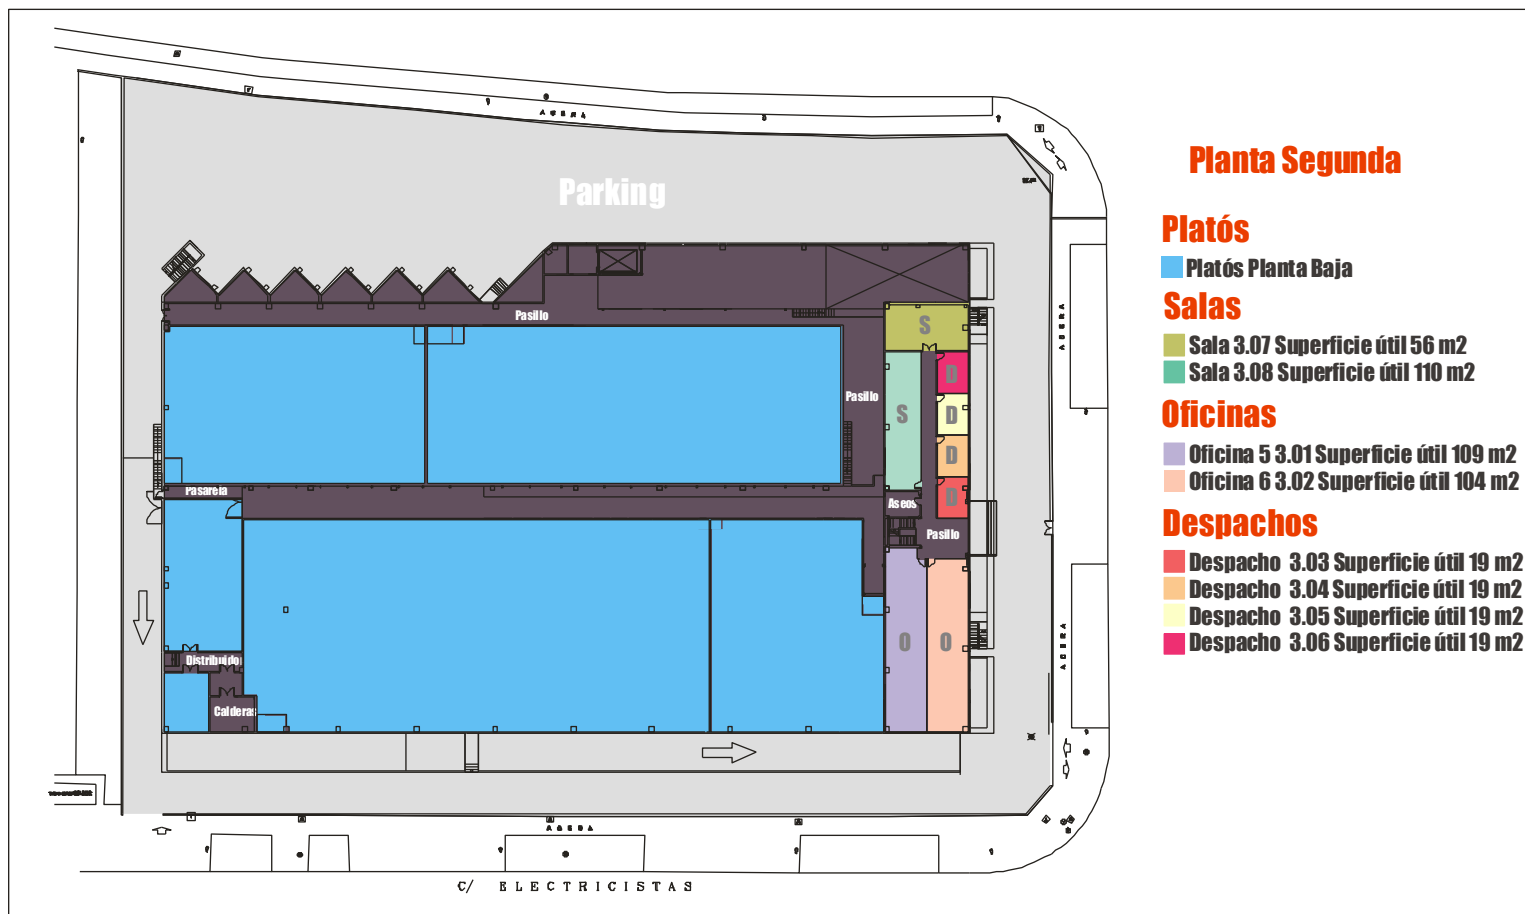 ACERA
Parking
Pasillo
S
Pasillo
D
S
D
D
Pasarela
D
Aseos
Pasillo
O
O
Distribuidor
Calderas
ACERA
ACERA
ACERA
C/ ELECTRICISTAS
Planta Segunda
Platós
Platós Planta Baja
Salas
Sala 3.07 Superficie útil 56 m2
Sala 3.08 Superficie útil 110 m2
Oficinas
Oficina 5 3.01 Superficie útil 109 m2
Oficina 6 3.02 Superficie útil 104 m2
Despachos
Despacho 3.03 Superficie útil 19 m2
Despacho 3.04 Superficie útil 19 m2
Despacho 3.05 Superficie útil 19 m2
Despacho 3.06 Superficie útil 19 m2